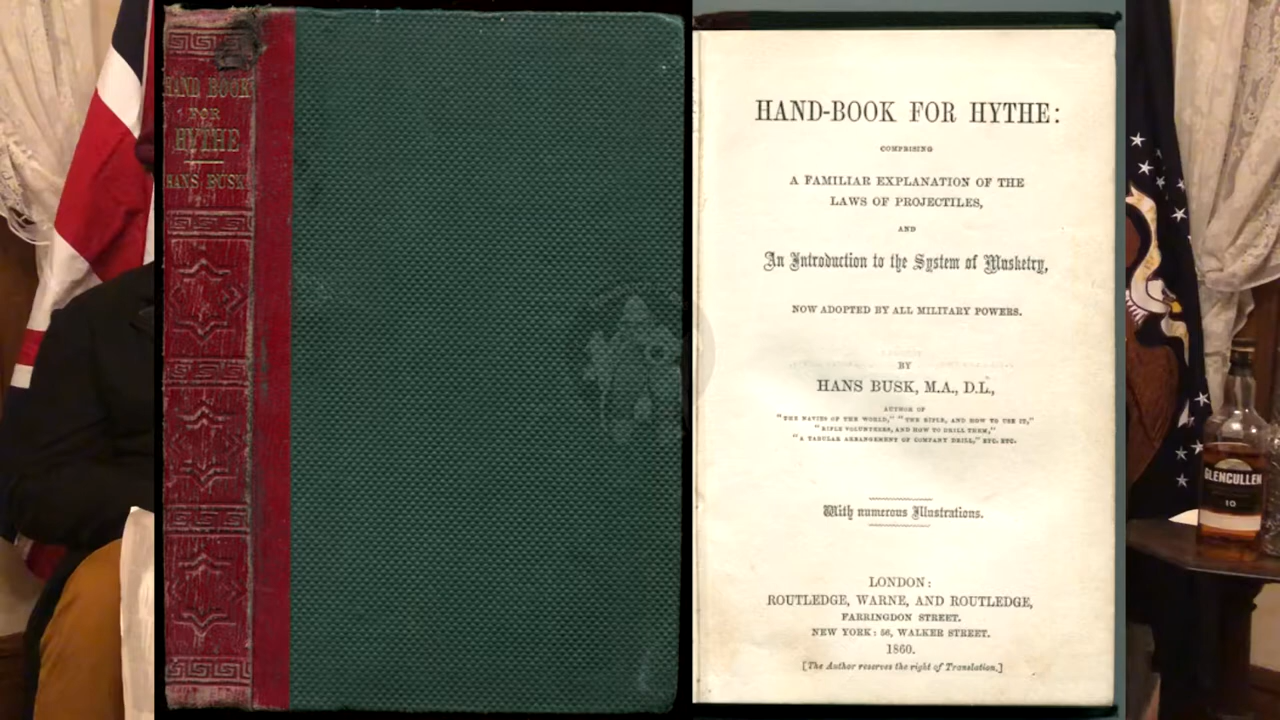 HAND BOOK
FOR
HYTHE
HANS BUSK
HAND-BOOK FOR HYTHE:
COMPRISING
A FAMILIAR EXPLANATION OF THE
LAWS OF PROJECTILES,
AND
An Introduction to the System of Musketry,
NOW ADOPTED BY ALL MILITARY POWERS.
BY
HANS BUSK, M.A., D.L.,
AUTHOR OF
"THE NAVIES OF THE WORLD," "THE RIFLE, AND HOW TO USE IT,"
"RIFLE VOLUNTEERS, AND HOW TO DRILL THEM,"
"A TABULAR ARRANGEMENT OF COMPANY DRILL," ETC. ETC.
With numerous Illustrations.
LONDON:
ROUTLEDGE, WARNE, AND ROUTLEDGE,
FARRINGDON STREET.
NEW YORK: 56, WALKER STREET.
1860.
[The Author reserves the right of Translation.]
GLENCULLEN
10